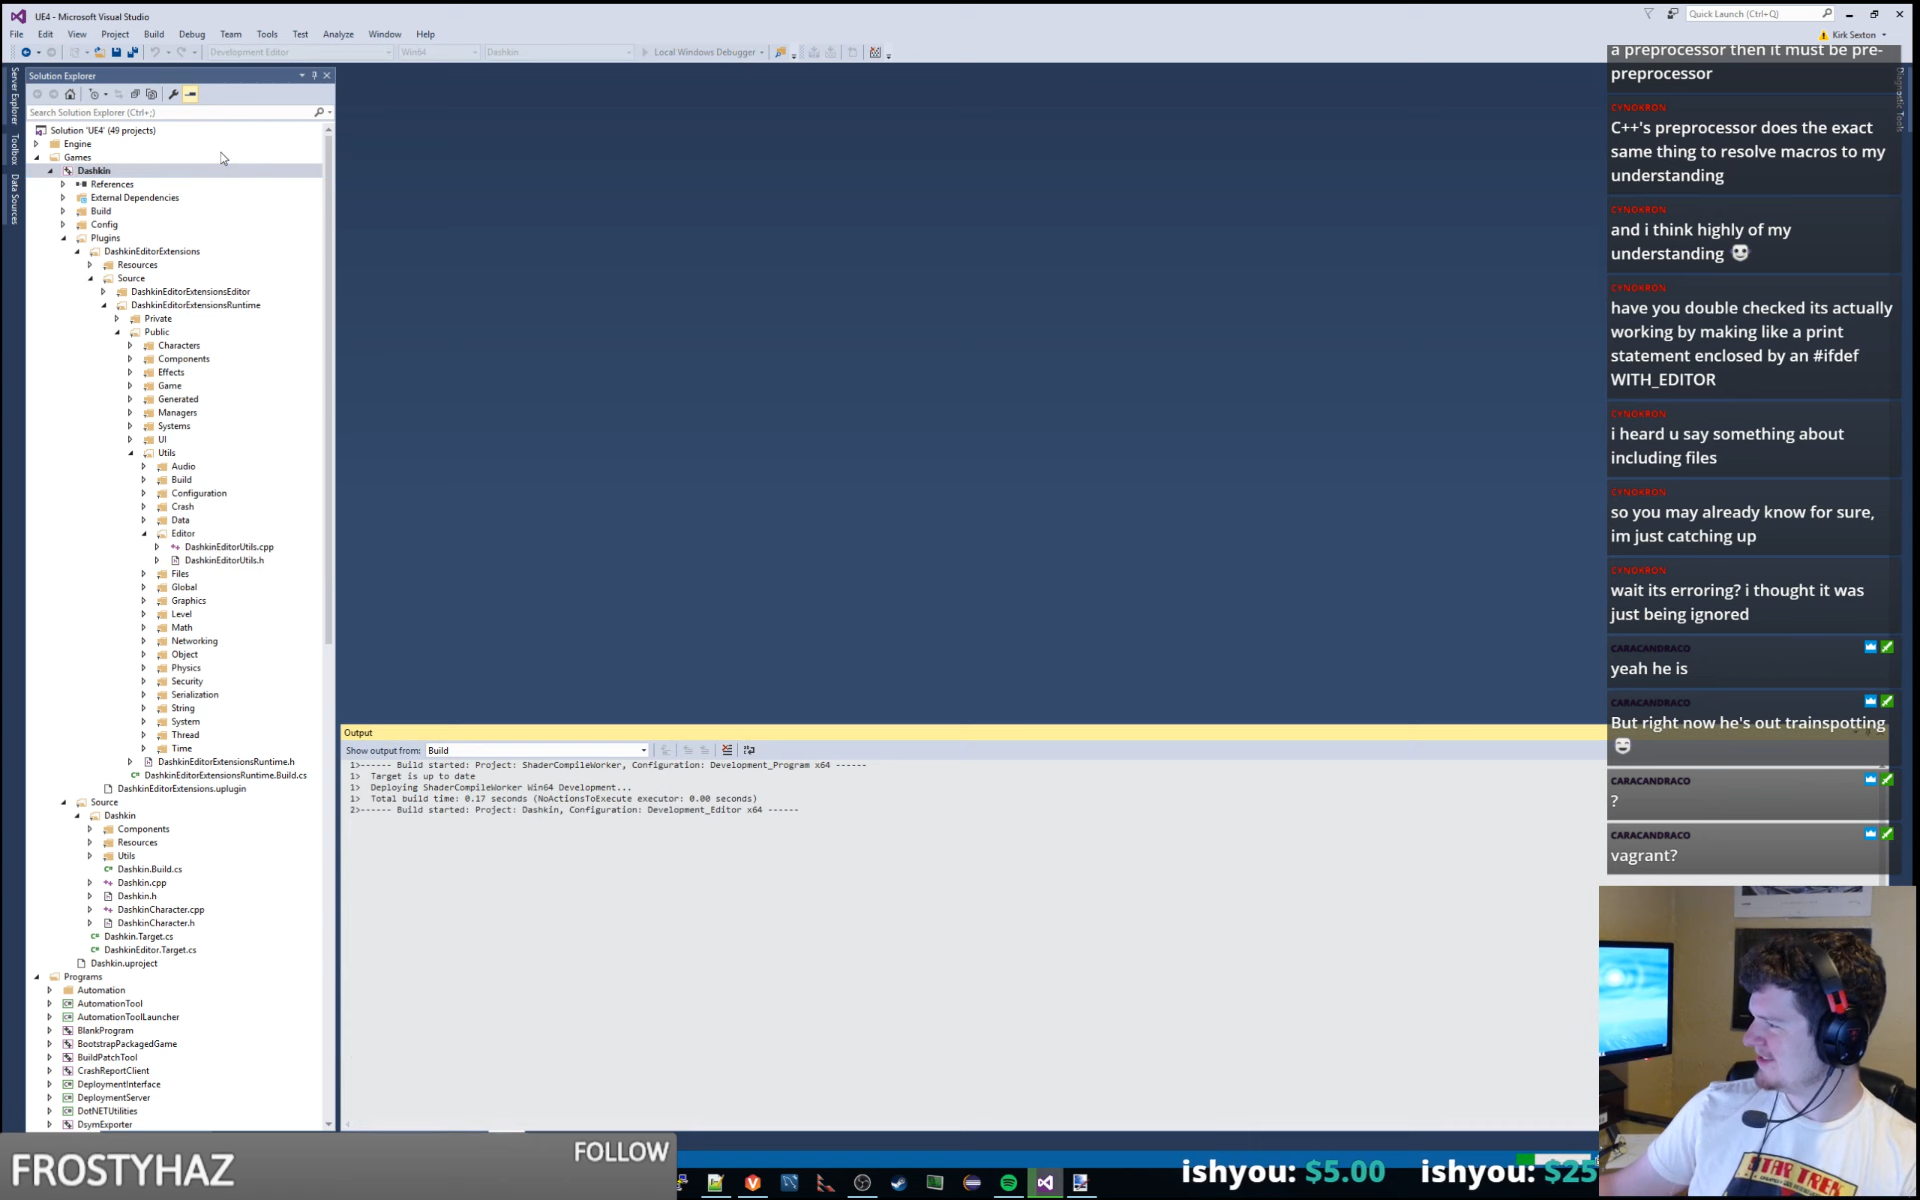 UE4 - Microsoft Visual Studio
Quick Launch (Ctrl+Q)
File Edit View Project Build Debug Team Tools Test Analyze Window Help
Kirk Sexton
Development Editor
Win64
Dashkin
Local Windows Debugger
Server Explorer
Toolbox
Data Sources
Diagnostic Tools
Solution Explorer
Search Solution Explorer (Ctrl+;)
Solution 'UE4' (49 projects)
Engine
Games
Dashkin
References
External Dependencies
Build
Config
Plugins
DashkinEditorExtensions
Resources
Source
DashkinEditorExtensionsEditor
DashkinEditorExtensionsRuntime
Private
Public
Characters
Components
Effects
Game
Generated
Managers
Systems
UI
Utils
Audio
Build
Configuration
Crash
Data
Editor
DashkinEditorUtils.cpp
DashkinEditorUtils.h
Files
Global
Graphics
Level
Math
Networking
Object
Physics
Security
Serialization
String
System
Thread
Time
DashkinEditorExtensionsRuntime.h
DashkinEditorExtensionsRuntime.Build.cs
DashkinEditorExtensions.uplugin
Source
Dashkin
Components
Resources
Utils
Dashkin.Build.cs
Dashkin.cpp
Dashkin.h
DashkinCharacter.cpp
DashkinCharacter.h
Dashkin.Target.cs
DashkinEditor.Target.cs
Dashkin.uproject
Programs
Automation
AutomationTool
AutomationToolLauncher
BlankProgram
BootstrapPackagedGame
BuildPatchTool
CrashReportClient
DeploymentInterface
DeploymentServer
DotNETUtilities
DsymExporter
Output
Show output from: Build
1>------ Build started: Project: ShaderCompileWorker, Configuration: Development_Program x64 ------
1>  Target is up to date
1>  Deploying ShaderCompileWorker Win64 Development...
1>  Total build time: 0.17 seconds (NoActionsToExecute executor: 0.00 seconds)
2>------ Build started: Project: Dashkin, Configuration: Development_Editor x64 ------
a preprocessor then it must be pre-
preprocessor
CYNOKRON
C++'s preprocessor does the exact
same thing to resolve macros to my
understanding
CYNOKRON
and i think highly of my
understanding
CYNOKRON
have you double checked its actually
working by making like a print
statement enclosed by an #ifdef
WITH_EDITOR
CYNOKRON
i heard u say something about
including files
CYNOKRON
so you may already know for sure,
im just catching up
CYNOKRON
wait its erroring? i thought it was
just being ignored
CARACANDRACO
yeah he is
CARACANDRACO
But right now he's out trainspotting
CARACANDRACO
?
CARACANDRACO
vagrant?
STAR TREK
FROSTYHAZ
FOLLOW
ishyou: $5.00 ishyou: $25